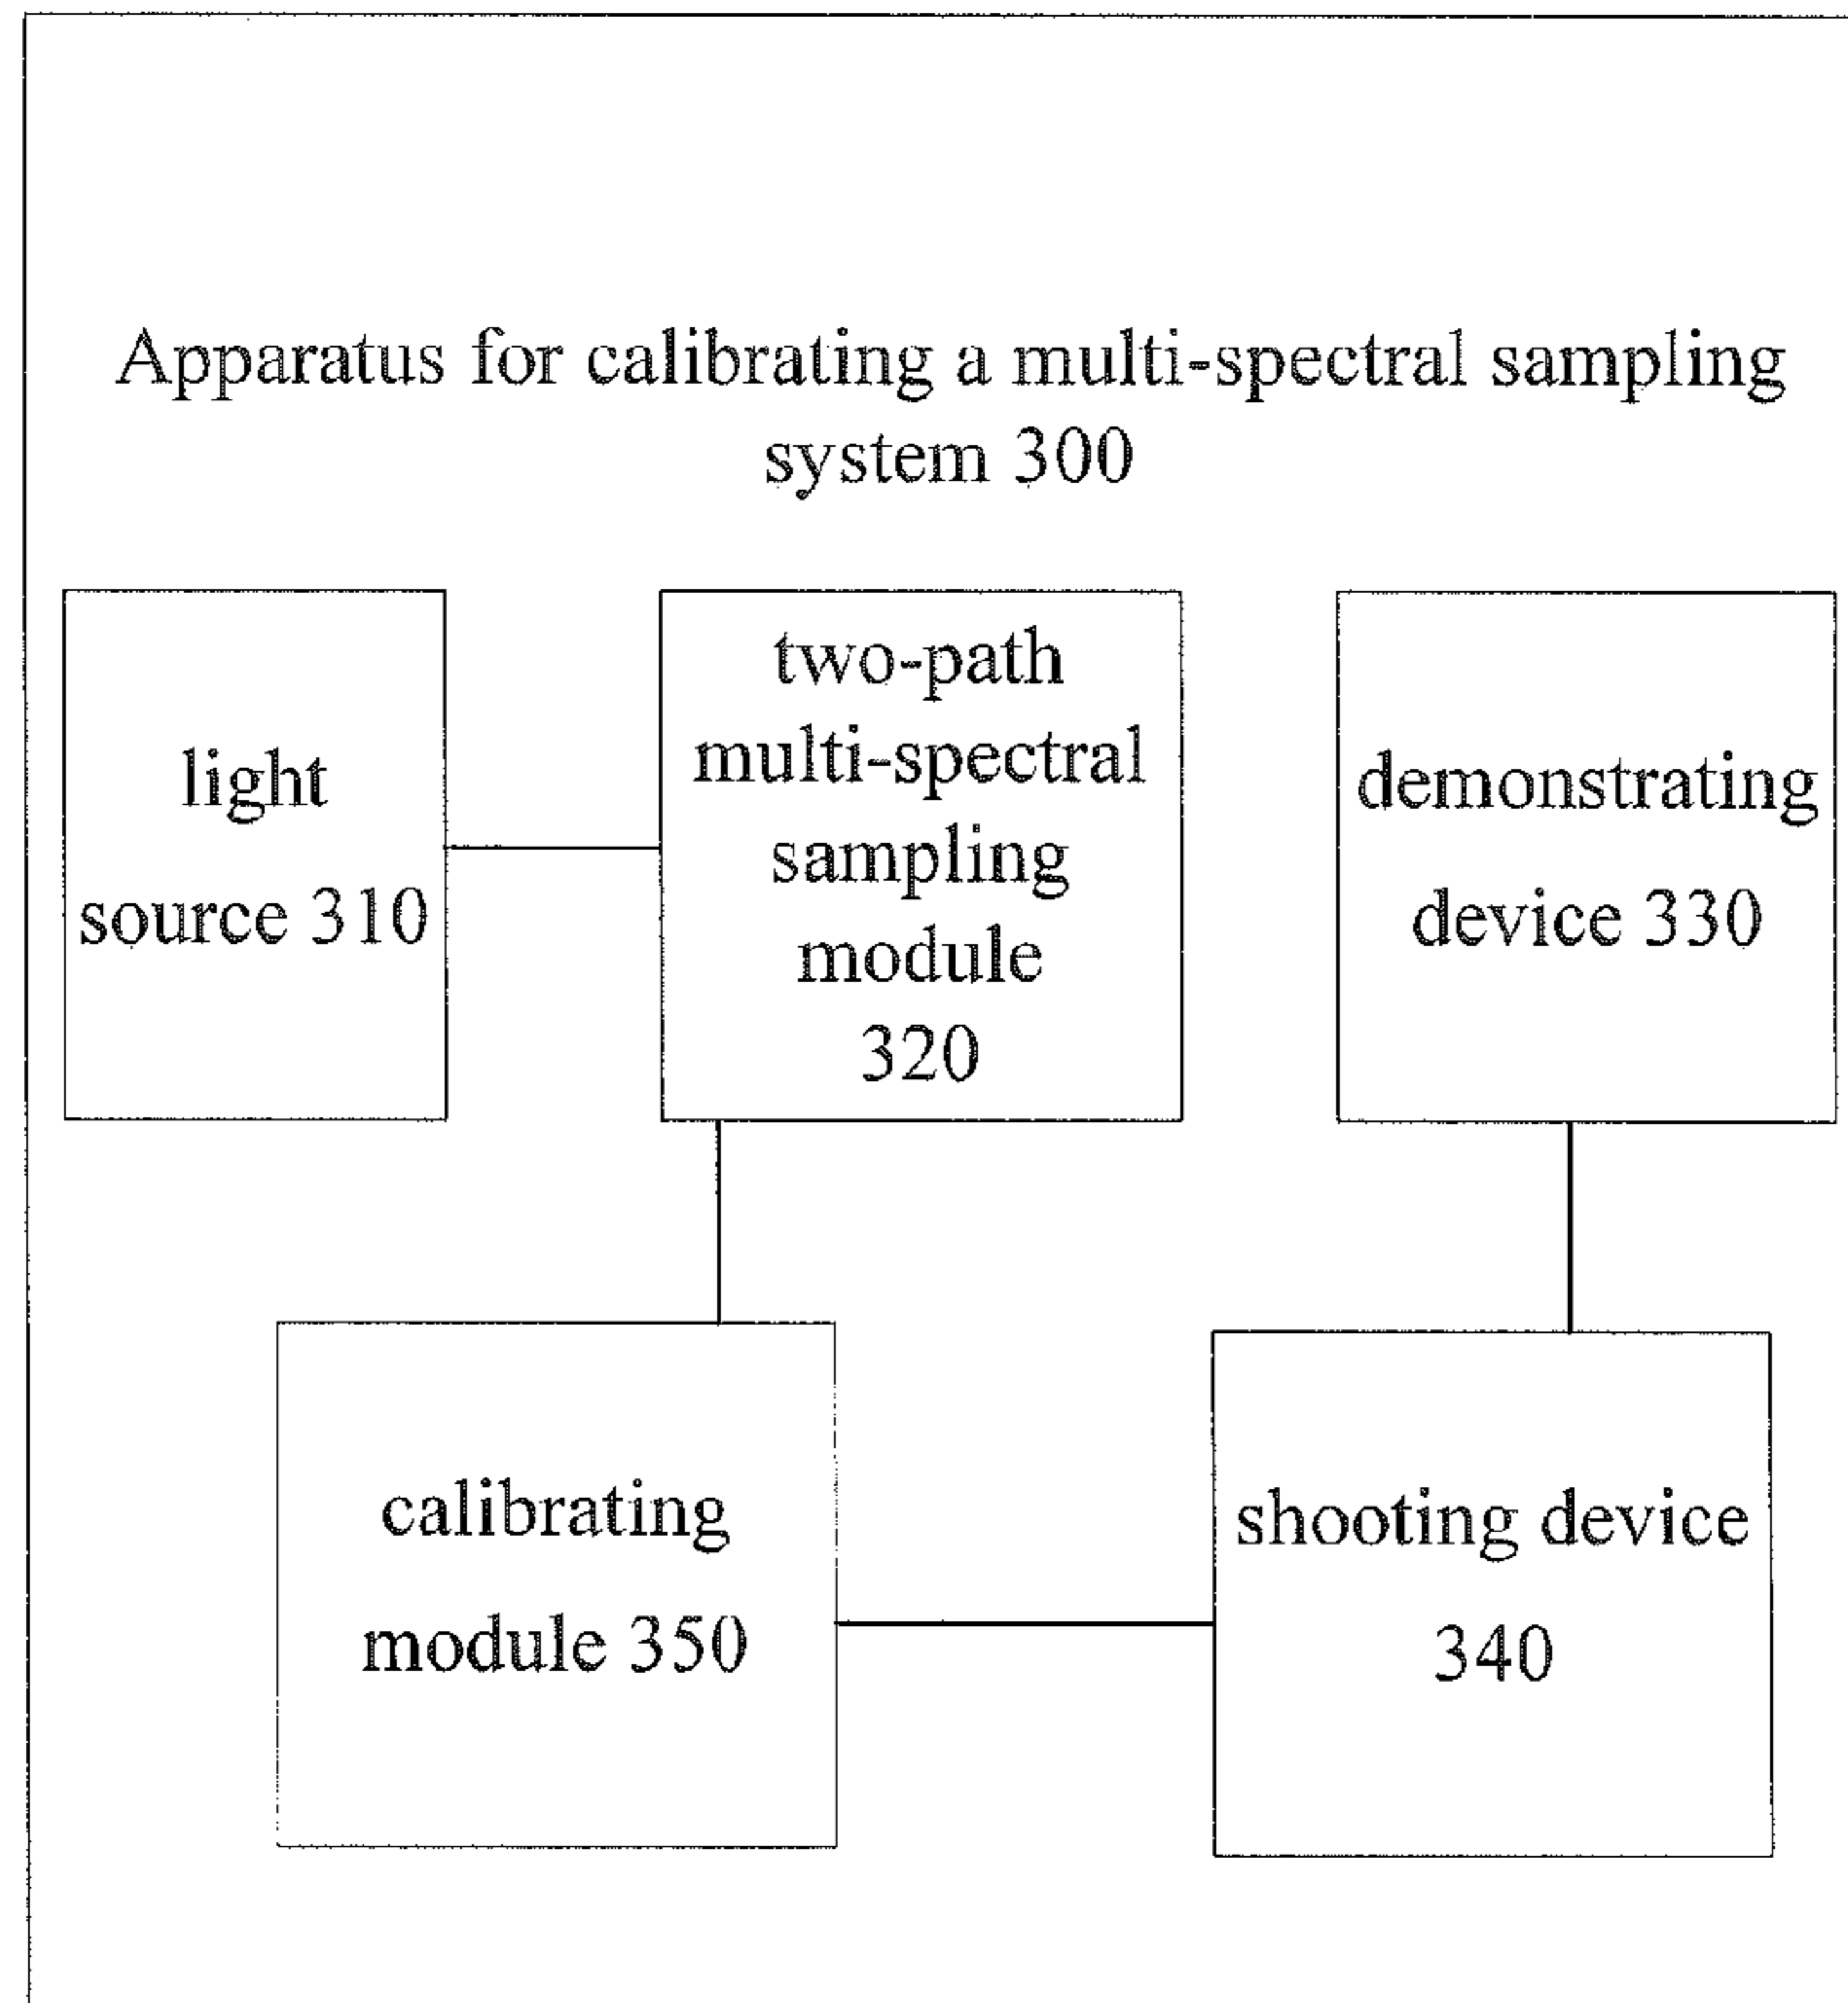 Apparatus for calibrating a multi-spectral sampling
system 300
light
source 310
two-path
multi-spectral
sampling
module
320
demonstrating
device 330
calibrating
module 350
shooting device
340